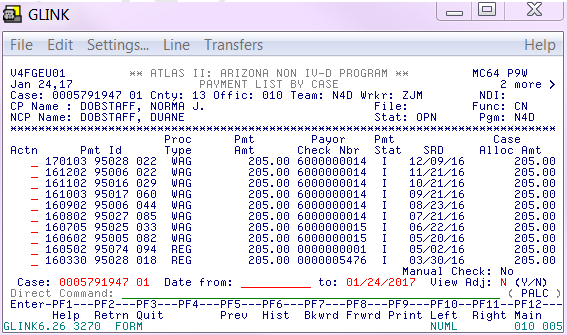 GLINK
File Edit Settings... Line Transfers Help
V4FGEU01 ** ATLAS II: ARIZONA NON IV-D PROGRAM ** MC64 P9W
Jan 24,17 PAYMENT LIST BY CASE 2 more >
Case: 0005791947 01 Cnty: 13 Offic: 010 Team: N4D Wrkr: ZJM NDI:
CP Name : DOBSTAFF, NORMA J. File: Func: CN
NCP Name: DOBSTAFF, DUANE Stat: OPN Pgm: N4D
*******************************************************************************
Proc Pmt Payor Pmt Case
Actn Pmt Id Type Amt Check Nbr Stat SRD Alloc Amt
_ 170103 95028 022 WAG 205.00 6000000014 I 12/09/16 205.00
_ 161202 95006 022 WAG 205.00 6000000014 I 11/21/16 205.00
_ 161102 95016 029 WAG 205.00 6000000014 I 10/21/16 205.00
_ 161003 95017 060 WAG 205.00 6000000014 I 09/21/16 205.00
_ 160902 95006 044 WAG 205.00 6000000014 I 08/23/16 205.00
_ 160802 95027 085 WAG 205.00 6000000014 I 07/21/16 205.00
_ 160705 95025 033 WAG 205.00 6000000015 I 06/22/16 205.00
_ 160602 95005 082 WAG 205.00 6000000015 I 05/20/16 205.00
_ 160502 95074 094 REG 205.00 0000000001 I 05/02/16 205.00
_ 160330 95028 018 REG 205.00 0000005476 I 03/30/16 205.00
Manual Check: No
Case: 0005791947 01 Date from: __________ to: 01/24/2017 View Adj: N (Y/N)
Direct Command: ( PALC )
Enter-PF1---PF2---PF3---PF4---PF5---PF6---PF7---PF8---PF9---PF10--PF11--PF12---
Help Retrn Quit Prev Hist Bkwrd Frwrd Print Left Right Main
GLINK6.26 3270 FORM NUML 010 005